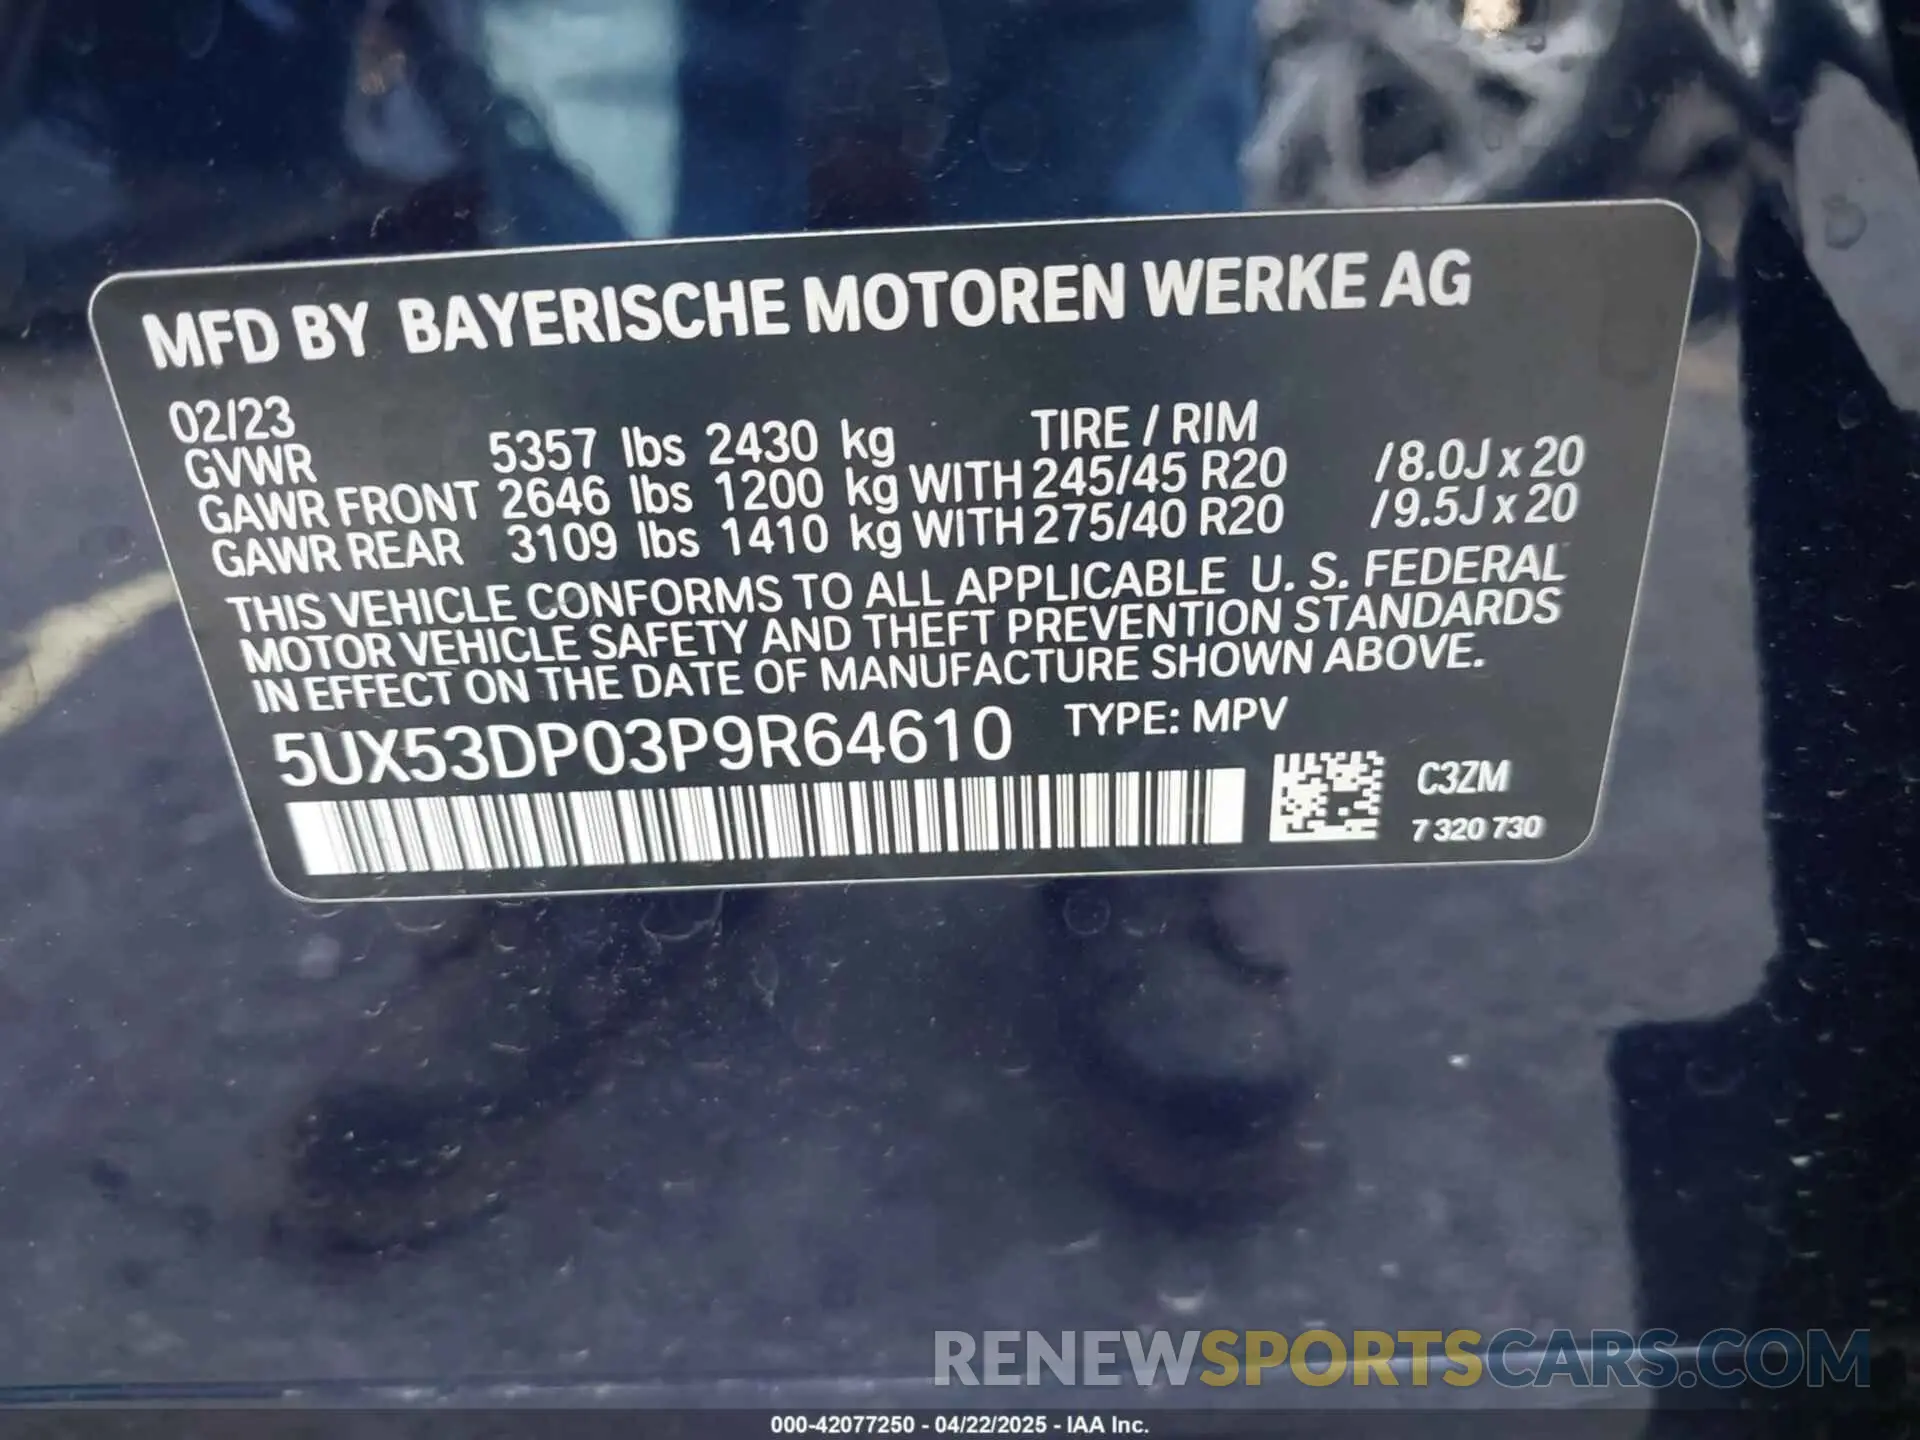 MFD BY BAYERISCHE MOTOREN WERKE AG
02/23 TIRE / RIM
GVWR 5357 lbs 2430 kg
GAWR FRONT 2646 lbs 1200 kg WITH 245/45 R20 /8.0J x 20
GAWR REAR 3109 lbs 1410 kg WITH 275/40 R20 /9.5J x 20
THIS VEHICLE CONFORMS TO ALL APPLICABLE U. S. FEDERAL
MOTOR VEHICLE SAFETY AND THEFT PREVENTION STANDARDS
IN EFFECT ON THE DATE OF MANUFACTURE SHOWN ABOVE.
5UX53DP03P9R64610 TYPE: MPV
C3ZM
7 320 730
RENEWSPORTSCARS.COM
000-42077250 - 04/22/2025 - IAA Inc.